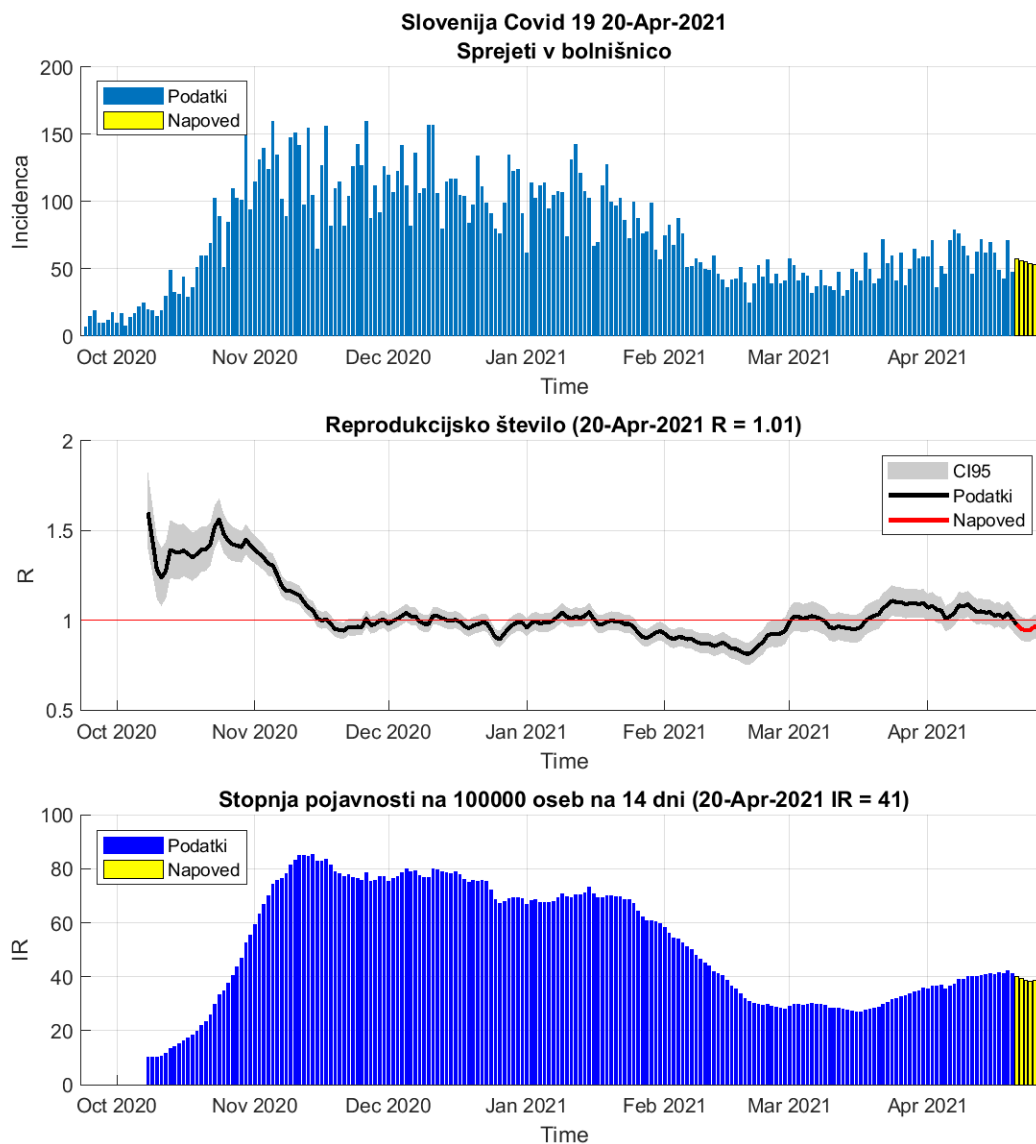 Slovenija Covid 19 20-Apr-2021
Sprejeti v bolnišnico
200
150
100
50
0
Incidenca
Podatki
Napoved
Oct 2020 Nov 2020 Dec 2020 Jan 2021 Feb 2021 Mar 2021 Apr 2021
Time
Reprodukcijsko število (20-Apr-2021 R = 1.01)
2
1.5
1
0.5
R
CI95
Podatki
Napoved
Oct 2020 Nov 2020 Dec 2020 Jan 2021 Feb 2021 Mar 2021 Apr 2021
Time
Stopnja pojavnosti na 100000 oseb na 14 dni (20-Apr-2021 IR = 41)
100
80
60
40
20
0
IR
Podatki
Napoved
Oct 2020 Nov 2020 Dec 2020 Jan 2021 Feb 2021 Mar 2021 Apr 2021
Time